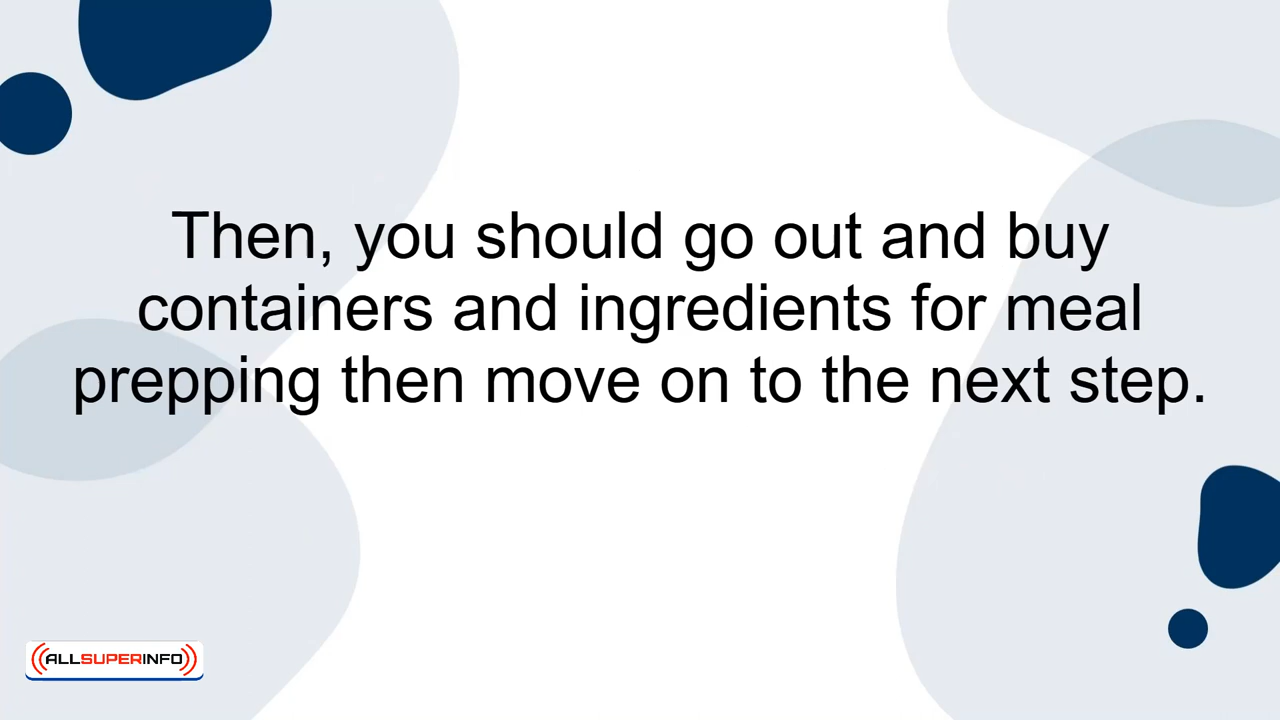 Then, you should go out and buy
containers and ingredients for meal
prepping then move on to the next step.
ALLSUPERINFO